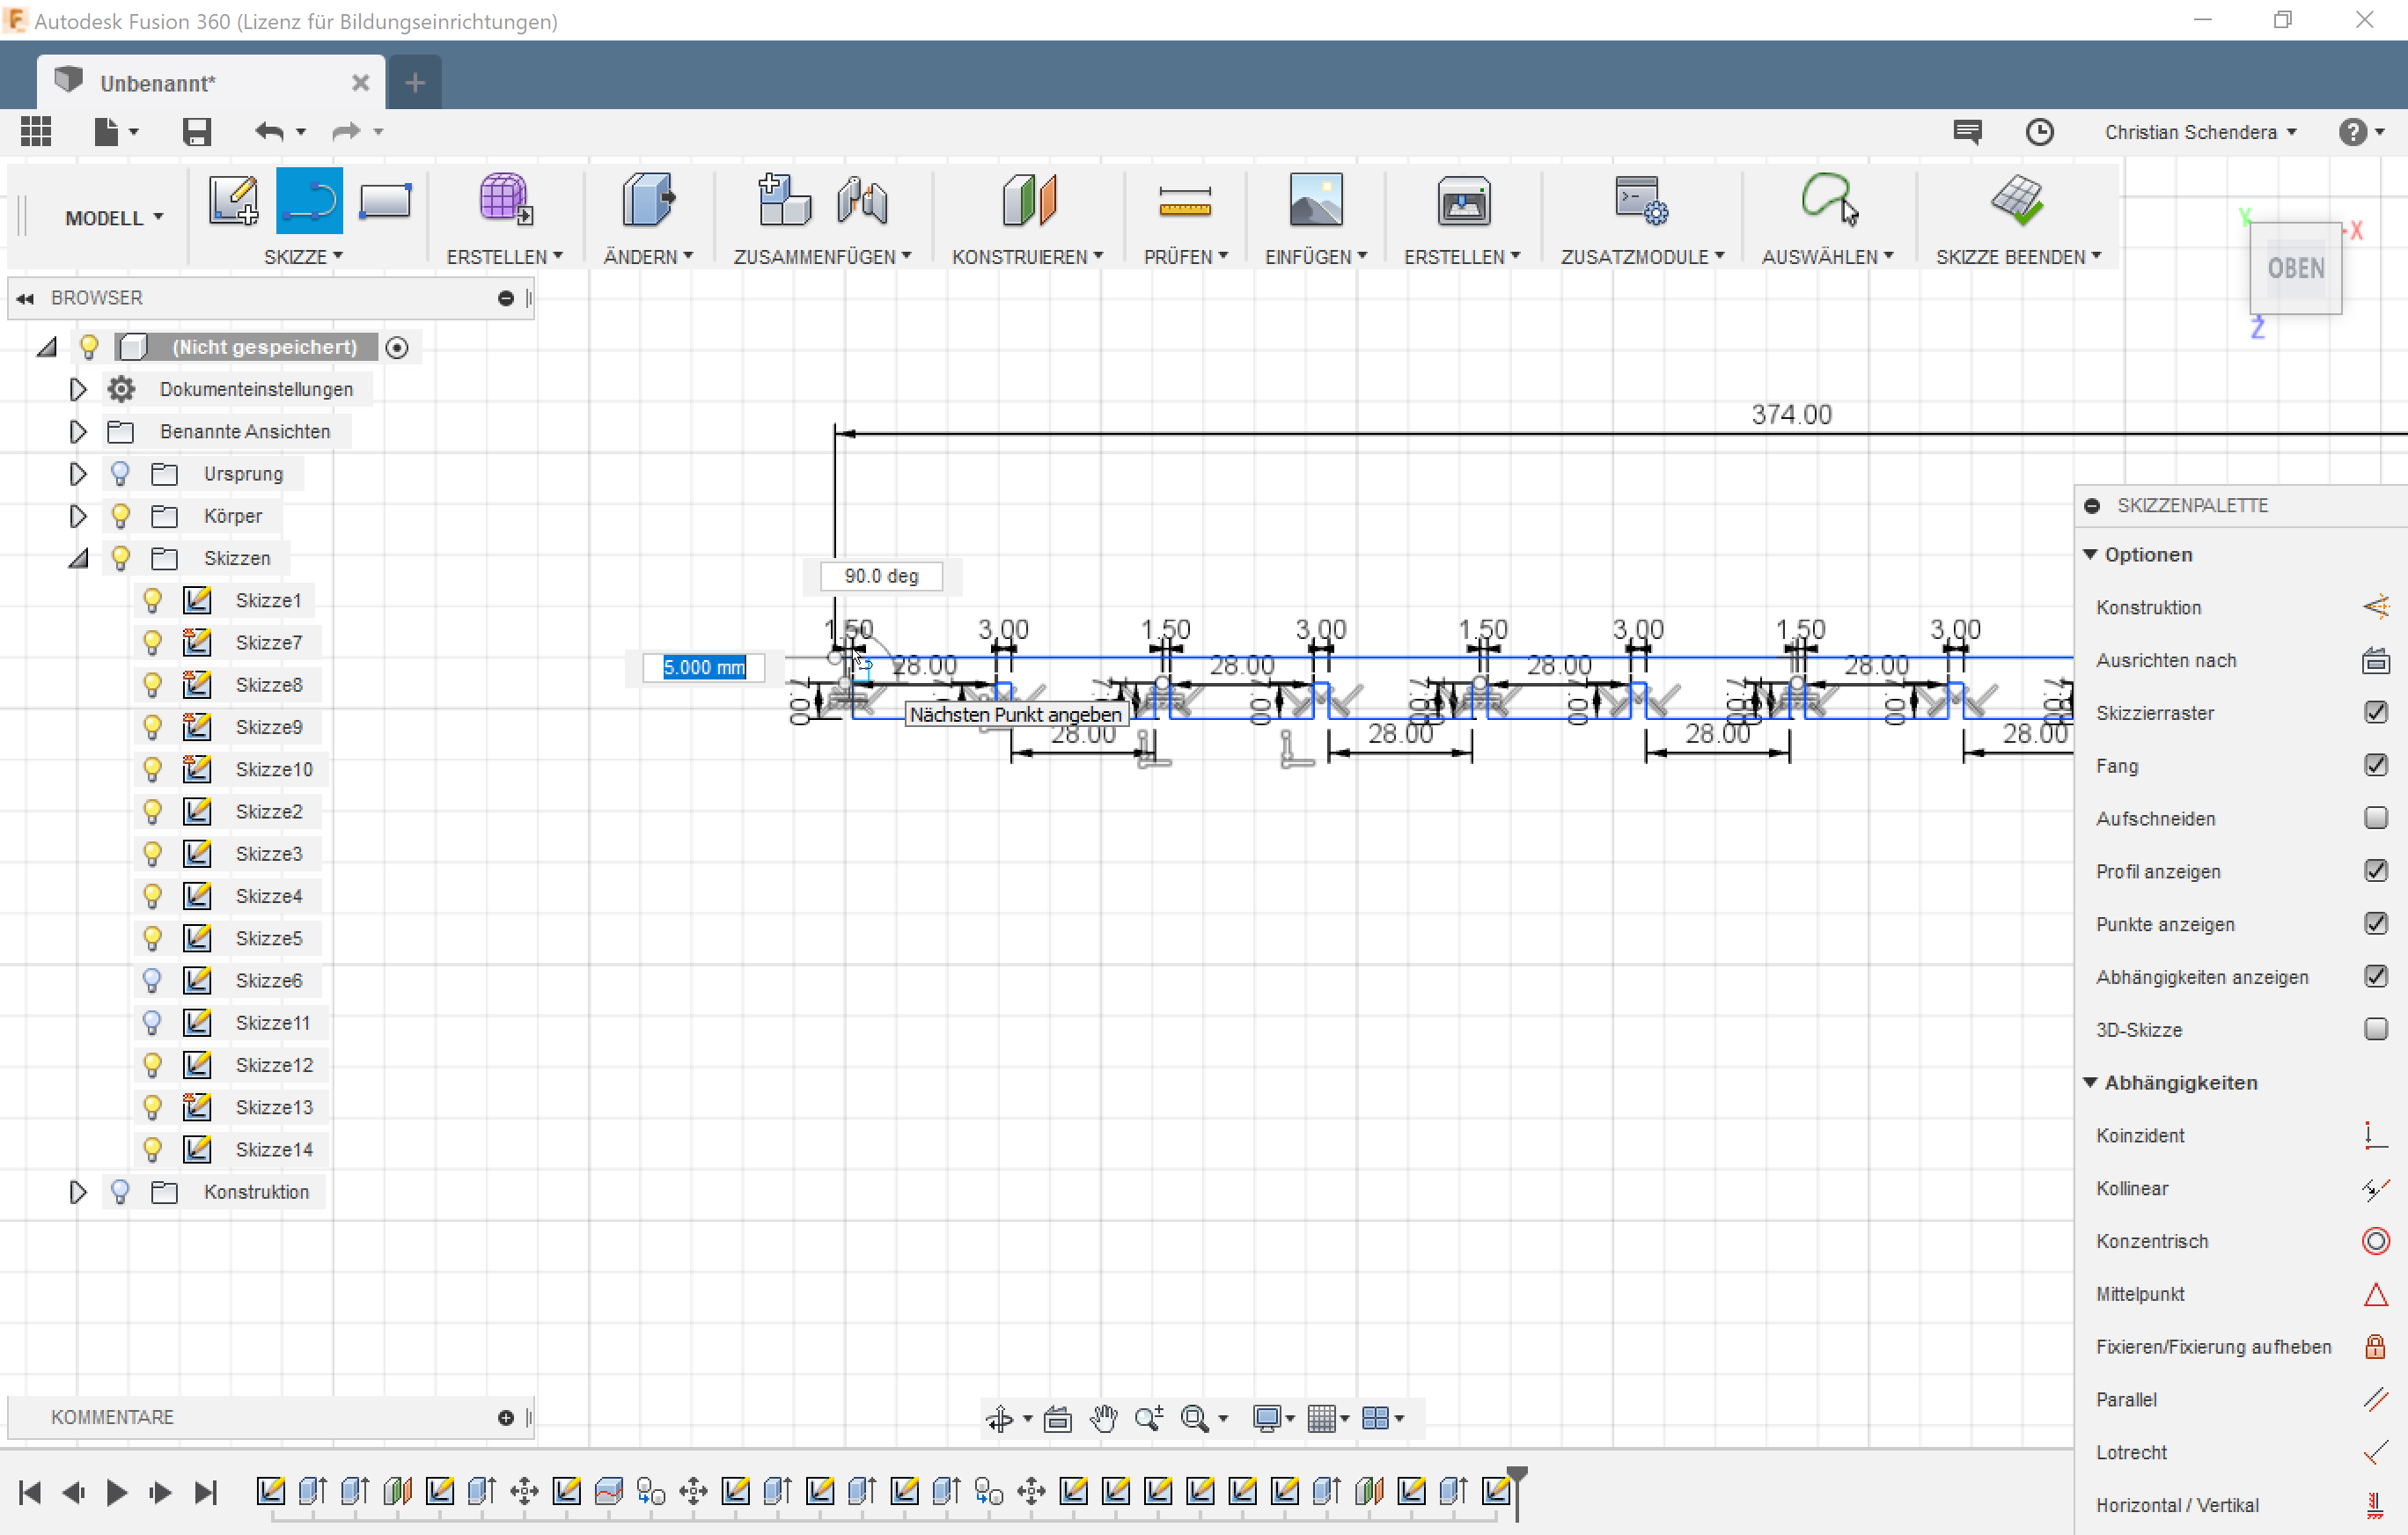 Autodesk Fusion 360 (Lizenz für Bildungseinrichtungen)
Unbenannt*
Christian Schendera
MODELL
SKIZZE
ERSTELLEN
ÄNDERN
ZUSAMMENFÜGEN
KONSTRUIEREN
PRÜFEN
EINFÜGEN
ERSTELLEN
ZUSATZMODULE
AUSWÄHLEN
SKIZZE BEENDEN
Y
X
OBEN
Z
BROWSER
(Nicht gespeichert)
Dokumenteinstellungen
Benannte Ansichten
Ursprung
Körper
Skizzen
Skizze1
Skizze7
Skizze8
Skizze9
Skizze10
Skizze2
Skizze3
Skizze4
Skizze5
Skizze6
Skizze11
Skizze12
Skizze13
Skizze14
Konstruktion
374.00
90.0 deg
1.50 3.00 1.50 3.00 1.50 3.00 1.50 3.00
5.000 mm
28.00 28.00 28.00 28.00
Nächsten Punkt angeben
28.00 28.00 28.00 28.00
SKIZZENPALETTE
Optionen
Konstruktion
Ausrichten nach
Skizzierraster
Fang
Aufschneiden
Profil anzeigen
Punkte anzeigen
Abhängigkeiten anzeigen
3D-Skizze
Abhängigkeiten
Koinzident
Kollinear
Konzentrisch
Mittelpunkt
Fixieren/Fixierung aufheben
Parallel
Lotrecht
Horizontal / Vertikal
KOMMENTARE